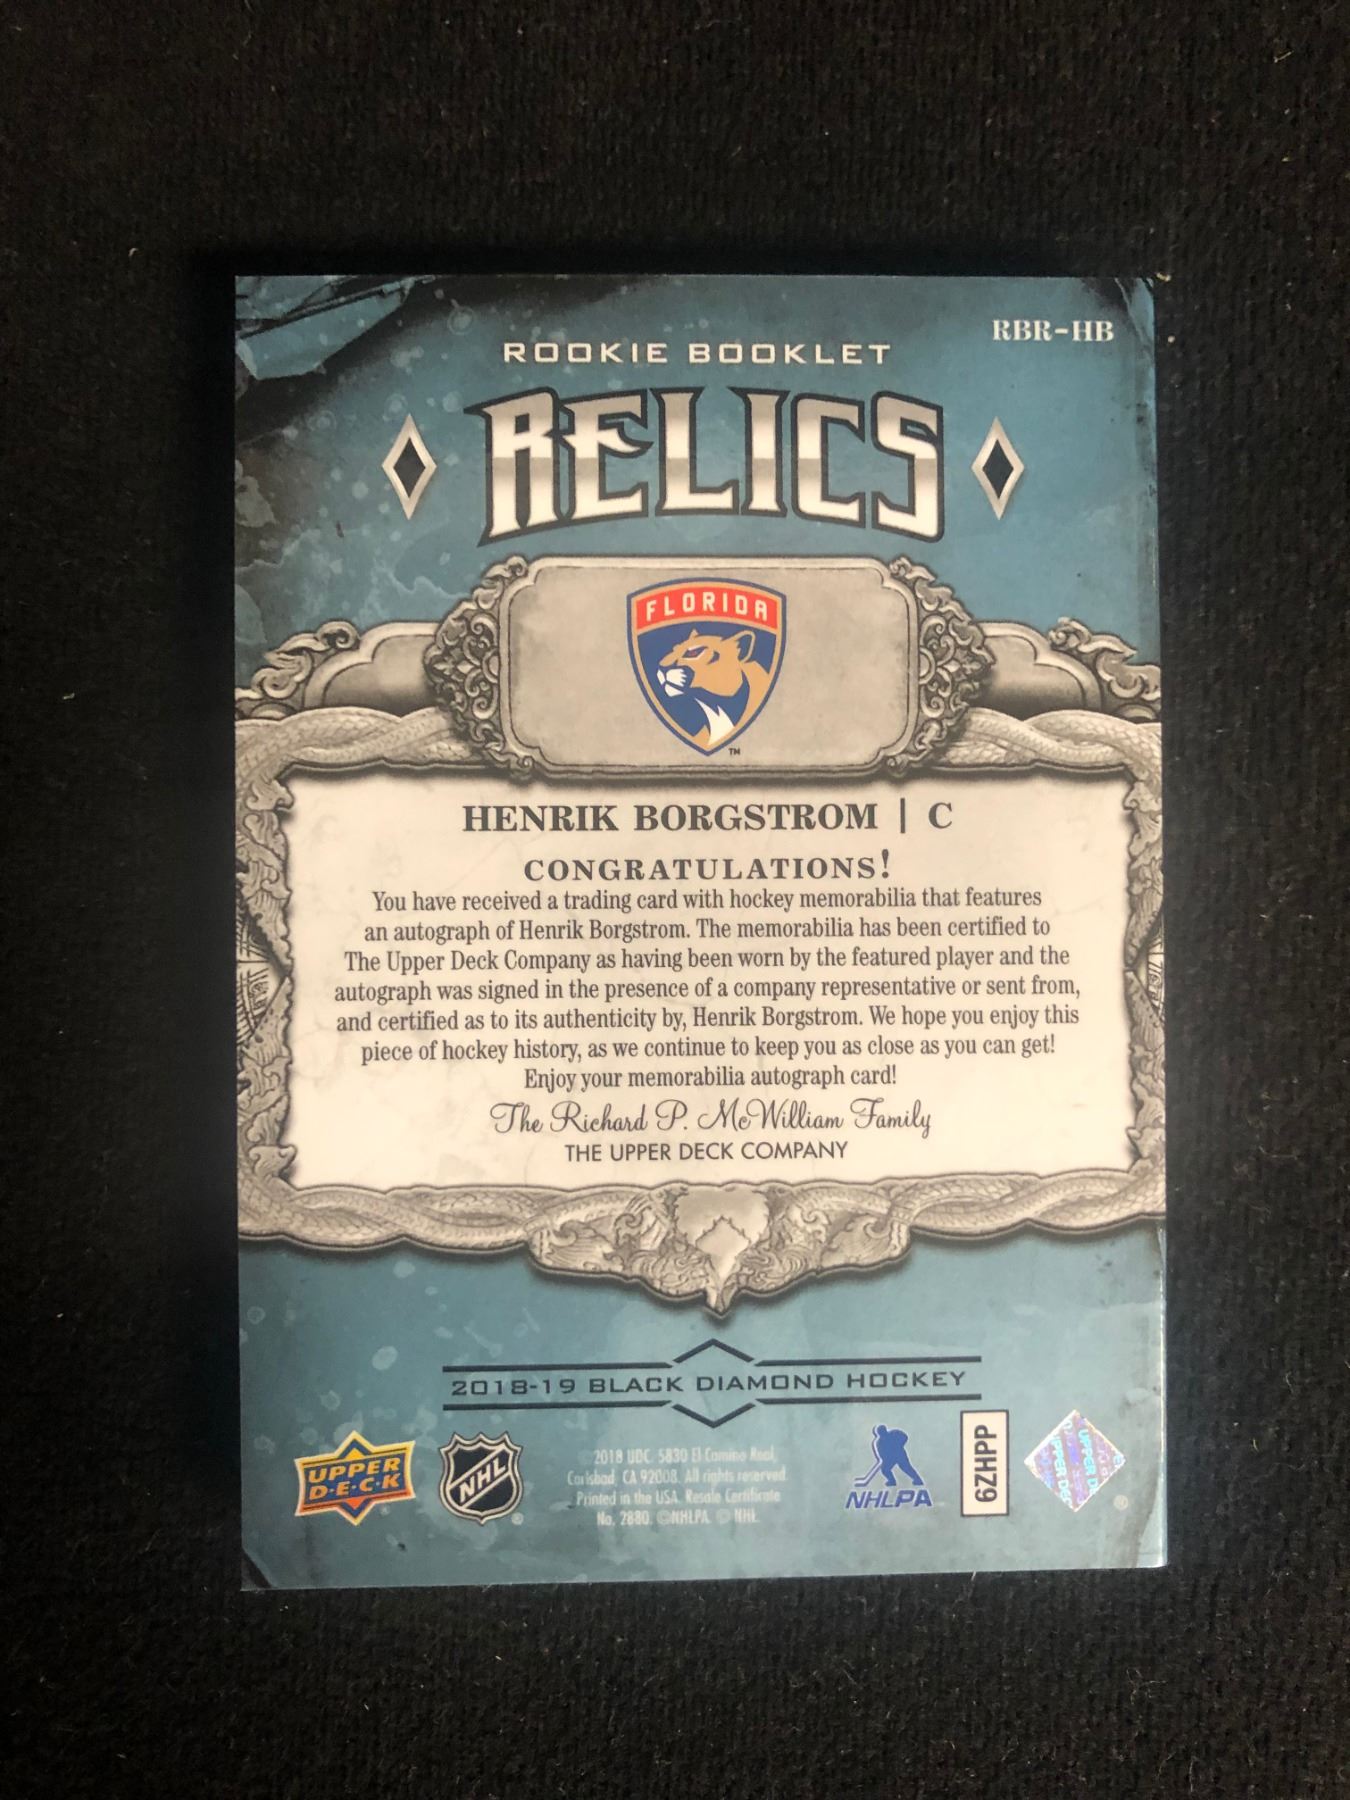 RBR-HB
ROOKIE BOOKLET
RELICS
FLORIDA
TM
HENRIK BORGSTROM | C
CONGRATULATIONS!
You have received a trading card with hockey memorabilia that features
an autograph of Henrik Borgstrom. The memorabilia has been certified to
The Upper Deck Company as having been worn by the featured player and the
autograph was signed in the presence of a company representative or sent from,
and certified as to its authenticity by, Henrik Borgstrom. We hope you enjoy this
piece of hockey history, as we continue to keep you as close as you can get!
Enjoy your memorabilia autograph card!
The Richard P. McWilliam Family
THE UPPER DECK COMPANY
2018-19 BLACK DIAMOND HOCKEY
UPPER
D·E·C·K
NHL
®
2018 UDC. 5830 El Camino Real,
Carlsbad, CA 92008. All rights reserved.
Printed in the USA. Resale Certificate
No. 2880. ©NHLPA. © NHL.
NHLPA
6ZHPP
UPPER D
®